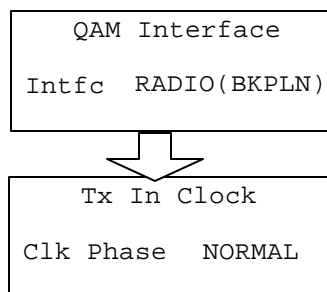 QAM Interface
Intfc RADIO(BKPLN)
Tx In Clock
Clk Phase NORMAL